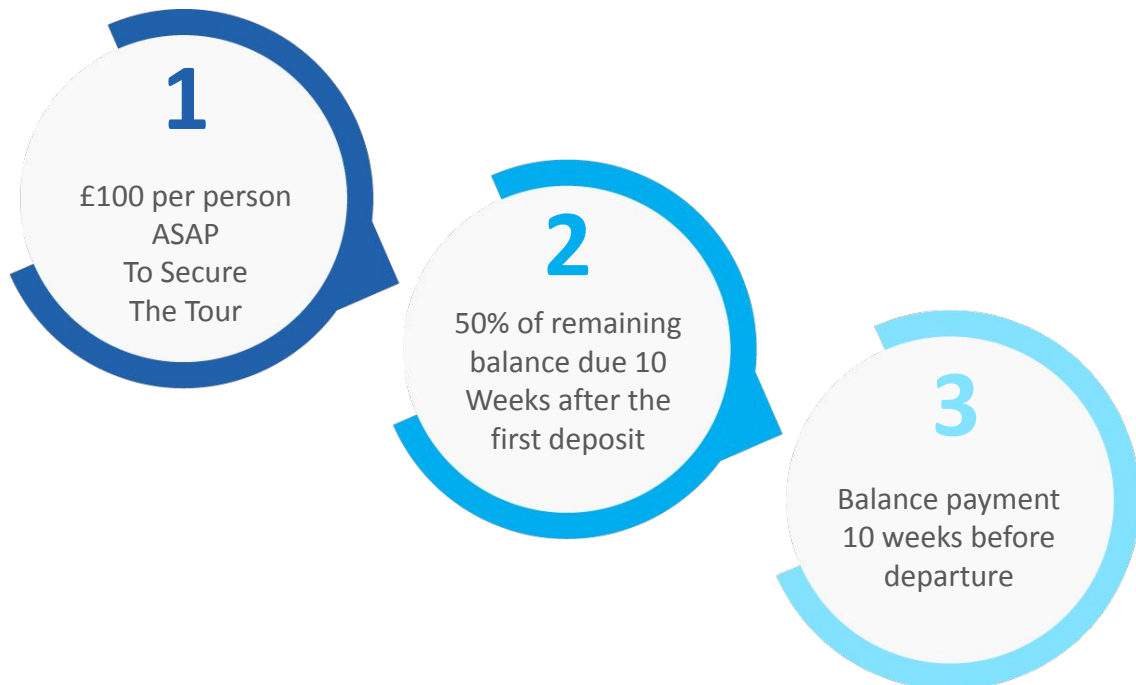 1
£100 per person
ASAP
To Secure
The Tour
2
50% of remaining
balance due 10
Weeks after the
first deposit
3
Balance payment
10 weeks before
departure